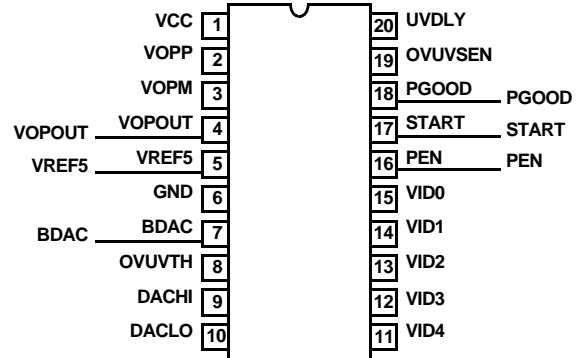 VCC 1 20 UVDLY
VOPP 2 19 OVUVSEN
VOPM 3 18 PGOOD PGOOD
VOPOUT VOPOUT 4 17 START START
VREF5 VREF5 5 16 PEN PEN
GND 6 15 VID0
BDAC BDAC 7 14 VID1
OVUVTH 8 13 VID2
DACHI 9 12 VID3
DACLO 10 11 VID4